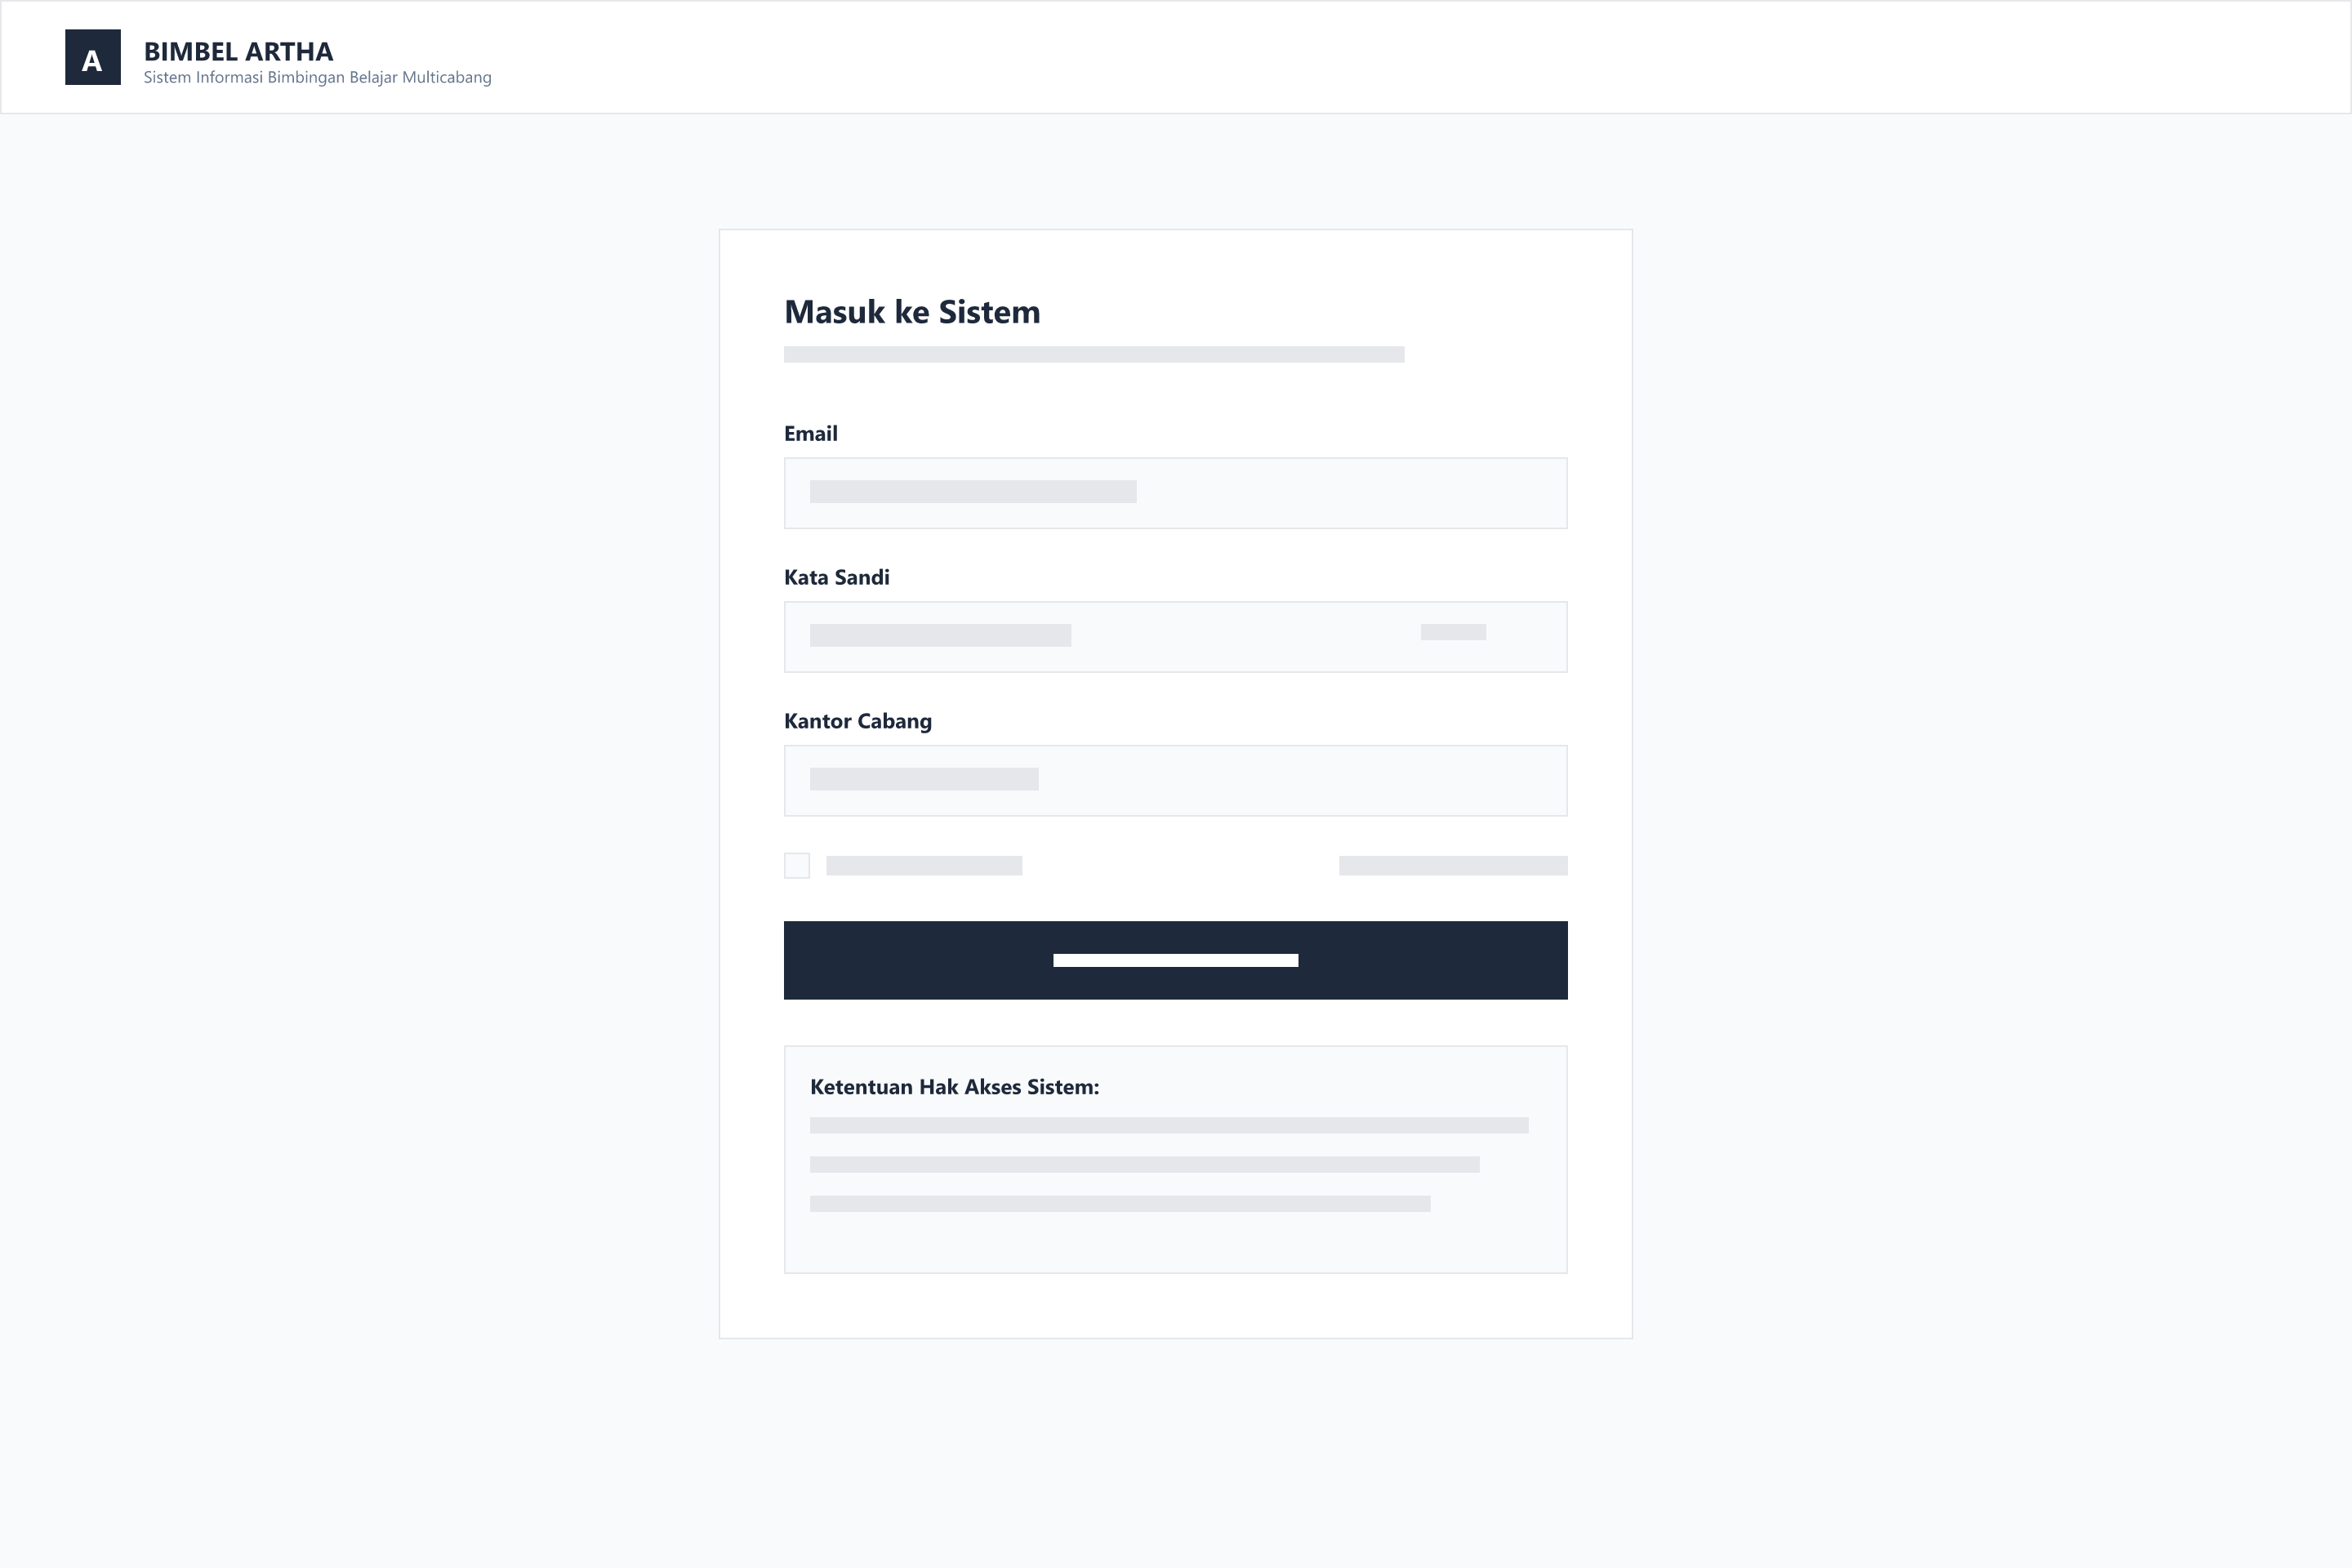 A
BIMBEL ARTHA
Sistem Informasi Bimbingan Belajar Multicabang
Masuk ke Sistem
Email
Kata Sandi
Kantor Cabang
Ketentuan Hak Akses Sistem: